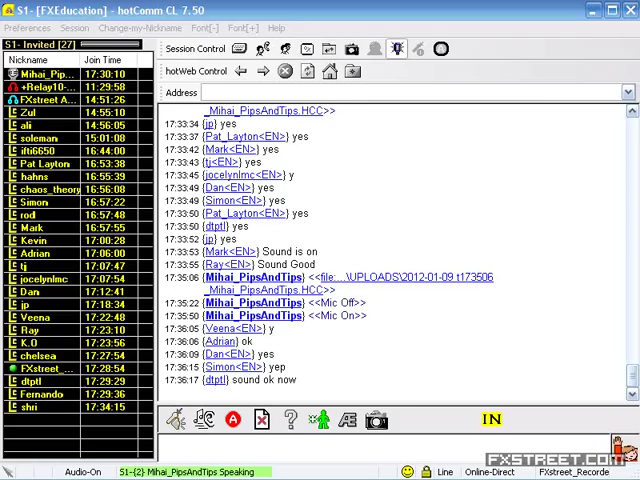 S1- [FXEducation] - hotComm CL 7.50
Preferences Session Change-my-Nickname Font[-] Font[+] Help
S1- Invited [27]
Nickname Join Time
Mihai_Pips... 17:30:10
+Relay10-... 11:29:58
FXstreet A... 14:51:26
Zul 14:55:10
ali 14:56:05
soleman 15:01:08
ifti6650 16:44:00
Pat Layton 16:53:38
hahns 16:55:39
chaos_theory 16:56:08
Simon 16:57:22
rod 16:57:48
Mark 16:57:55
Kevin 17:00:28
Adrian 17:06:00
tj 17:07:47
jocelynlmc 17:07:54
Dan 17:12:41
jp 17:18:34
Veena 17:22:48
Ray 17:23:10
K.O 17:23:56
chelsea 17:27:54
FXstreet_... 17:28:54
dtptl 17:29:29
Fernando 17:29:36
shri 17:34:15
Session Control
hotWeb Control
Address
_Mihai_PipsAndTips.HCC>>
17:33:34 {jp} yes
17:33:37 {Pat_Layton<EN>} yes
17:33:42 {Mark<EN>} yes
17:33:43 {tj<EN>} yes
17:33:45 {jocelynlmc<EN>} y
17:33:49 {Dan<EN>} yes
17:33:49 {Simon<EN>} yes
17:33:50 {Pat_Layton<EN>} yes
17:33:50 {dtptl} yes
17:33:52 {jp} yes
17:33:53 {Mark<EN>} Sound is on
17:33:55 {Ray<EN>} Sound Good
17:35:06 {Mihai_PipsAndTips} <<file:...\UPLOADS\2012-01-09 t173506
_Mihai_PipsAndTips.HCC>>
17:35:22 {Mihai_PipsAndTips} <<Mic Off>>
17:35:50 {Mihai_PipsAndTips} <<Mic On>>
17:36:05 {Veena<EN>} y
17:36:06 {Adrian} ok
17:36:09 {Dan<EN>} yes
17:36:15 {Simon<EN>} yep
17:36:17 {dtptl} sound ok now
A ? Æ IN
FXSTREET.COM
Audio-On S1-{2} Mihai_PipsAndTips Speaking Line Online-Direct FXstreet_Recorde